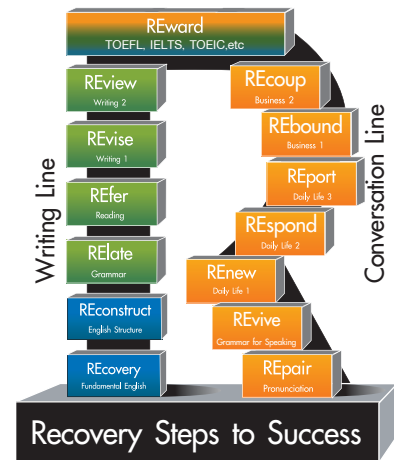 REward
TOEFL, IELTS, TOEIC,etc
REview
Writing 2
REvise
Writing 1
REfer
Reading
RElate
Grammar
REconstruct
English Structure
REcovery
Fundamental English
Writing Line
REcoup
Business 2
REbound
Business 1
REport
Daily Life 3
REspond
Daily Life 2
REnew
Daily Life 1
REvive
Grammar for Speaking
REpair
Pronunciation
Conversation Line
Recovery Steps to Success